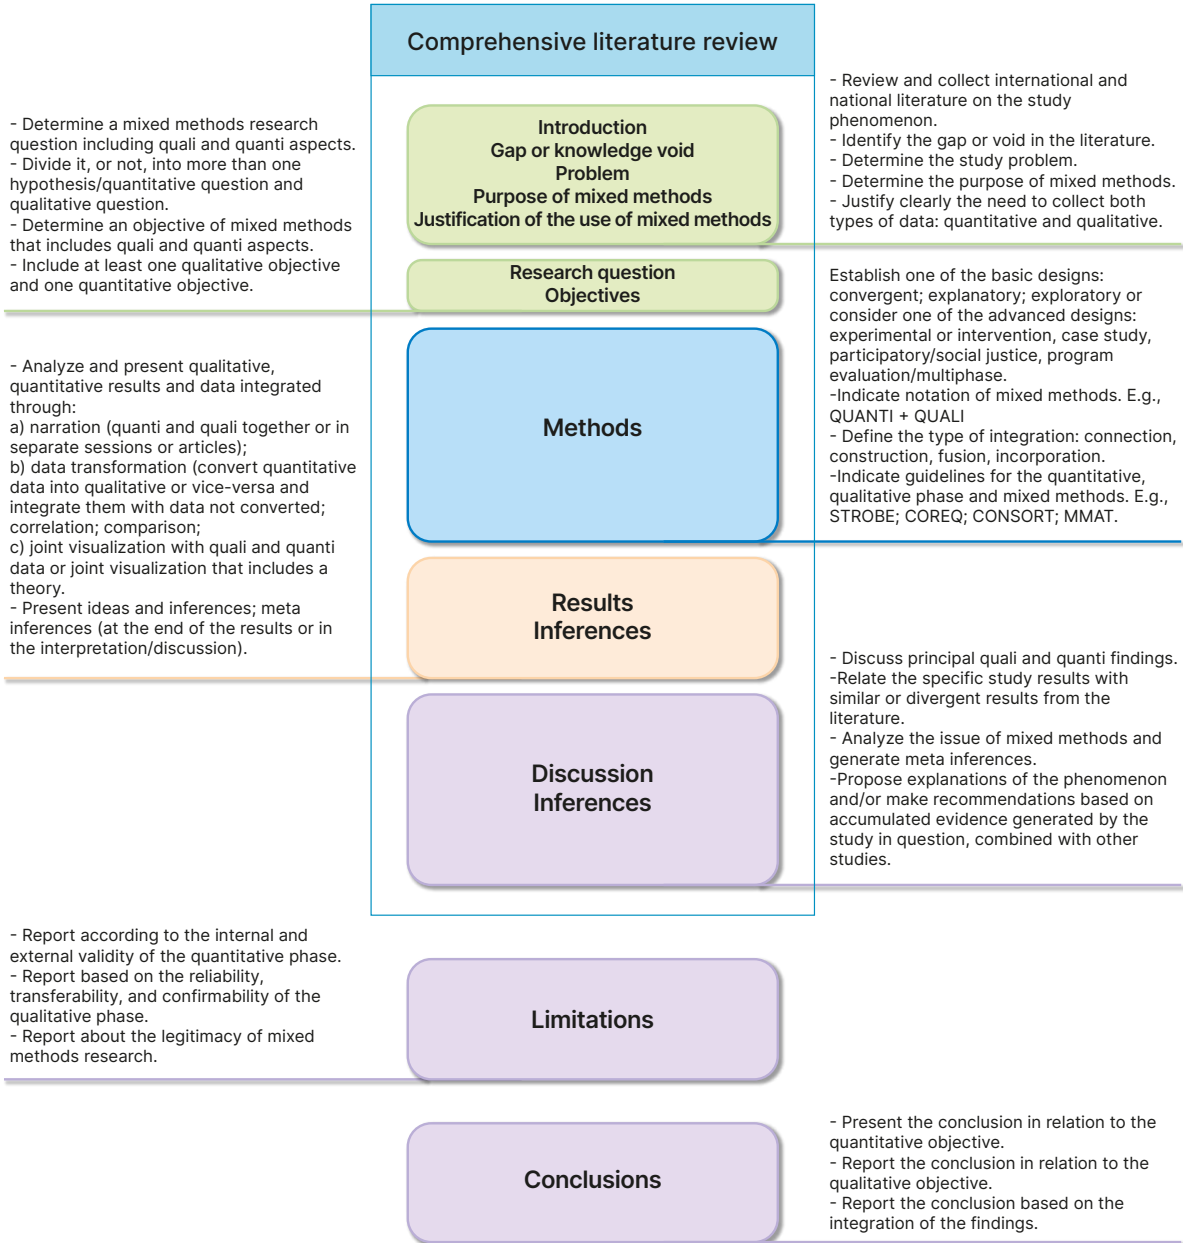 Comprehensive literature review
Introduction
Gap or knowledge void
Problem
Purpose of mixed methods
Justification of the use of mixed methods
- Review and collect international and
national literature on the study
phenomenon.
- Identify the gap or void in the literature.
- Determine the study problem.
- Determine the purpose of mixed methods.
- Justify clearly the need to collect both
types of data: quantitative and qualitative.
- Determine a mixed methods research
question including quali and quanti aspects.
- Divide it, or not, into more than one
hypothesis/quantitative question and
qualitative question.
- Determine an objective of mixed methods
that includes quali and quanti aspects.
- Include at least one qualitative objective
and one quantitative objective.
Research question
Objectives
Methods
Establish one of the basic designs:
convergent; explanatory; exploratory or
consider one of the advanced designs:
experimental or intervention, case study,
participatory/social justice, program
evaluation/multiphase.
-Indicate notation of mixed methods. E.g.,
QUANTI + QUALI
- Define the type of integration: connection,
construction, fusion, incorporation.
-Indicate guidelines for the quantitative,
qualitative phase and mixed methods. E.g.,
STROBE; COREQ; CONSORT; MMAT.
- Analyze and present qualitative,
quantitative results and data integrated
through:
a) narration (quanti and quali together or in
separate sessions or articles);
b) data transformation (convert quantitative
data into qualitative or vice-versa and
integrate them with data not converted;
correlation; comparison;
c) joint visualization with quali and quanti
data or joint visualization that includes a
theory.
- Present ideas and inferences; meta
inferences (at the end of the results or in
the interpretation/discussion).
Results
Inferences
Discussion
Inferences
- Discuss principal quali and quanti findings.
-Relate the specific study results with
similar or divergent results from the
literature.
- Analyze the issue of mixed methods and
generate meta inferences.
-Propose explanations of the phenomenon
and/or make recommendations based on
accumulated evidence generated by the
study in question, combined with other
studies.
- Report according to the internal and
external validity of the quantitative phase.
- Report based on the reliability,
transferability, and confirmability of the
qualitative phase.
- Report about the legitimacy of mixed
methods research.
Limitations
Conclusions
- Present the conclusion in relation to the
quantitative objective.
- Report the conclusion in relation to the
qualitative objective.
- Report the conclusion based on the
integration of the findings.